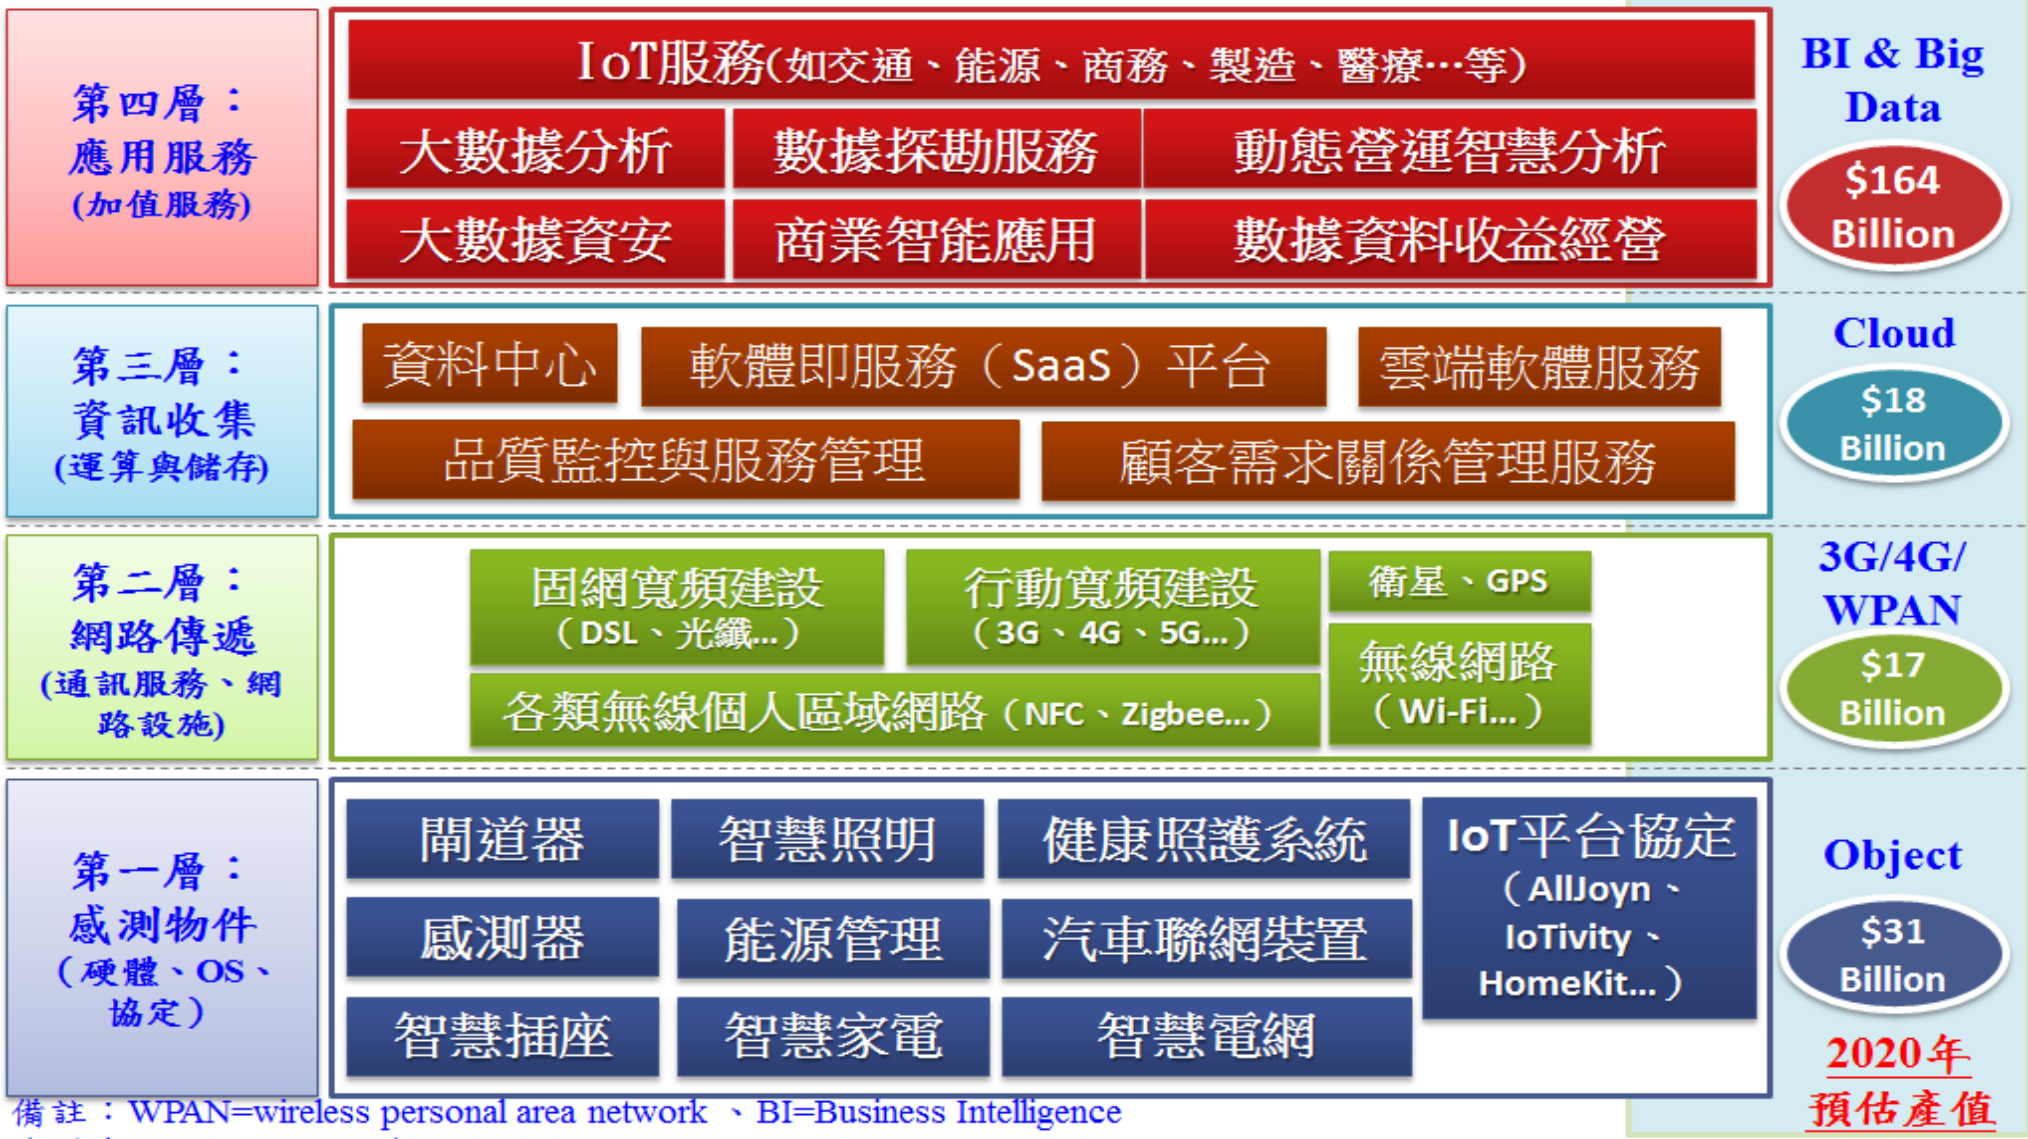 第四層：
應用服務
(加值服務)
IoT服務(如交通、能源、商務、製造、醫療…等)
大數據分析
數據探勘服務
動態營運智慧分析
大數據資安
商業智能應用
數據資料收益經營
BI & Big
Data
$164
Billion
第三層：
資訊收集
(運算與儲存)
資料中心
軟體即服務（SaaS）平台
雲端軟體服務
品質監控與服務管理
顧客需求關係管理服務
Cloud
$18
Billion
第二層：
網路傳遞
(通訊服務、網
路設施)
固網寬頻建設
（DSL、光纖...）
行動寬頻建設
（3G、4G、5G...）
衛星、GPS
無線網路
（Wi-Fi...）
各類無線個人區域網路（NFC、Zigbee...）
3G/4G/
WPAN
$17
Billion
第一層：
感測物件
（硬體、OS、
協定）
閘道器
智慧照明
健康照護系統
IoT平台協定
（AllJoyn、
IoTivity、
HomeKit...）
感測器
能源管理
汽車聯網裝置
智慧插座
智慧家電
智慧電網
Object
$31
Billion
2020年
預估產值
備註：WPAN=wireless personal area network 、BI=Business Intelligence